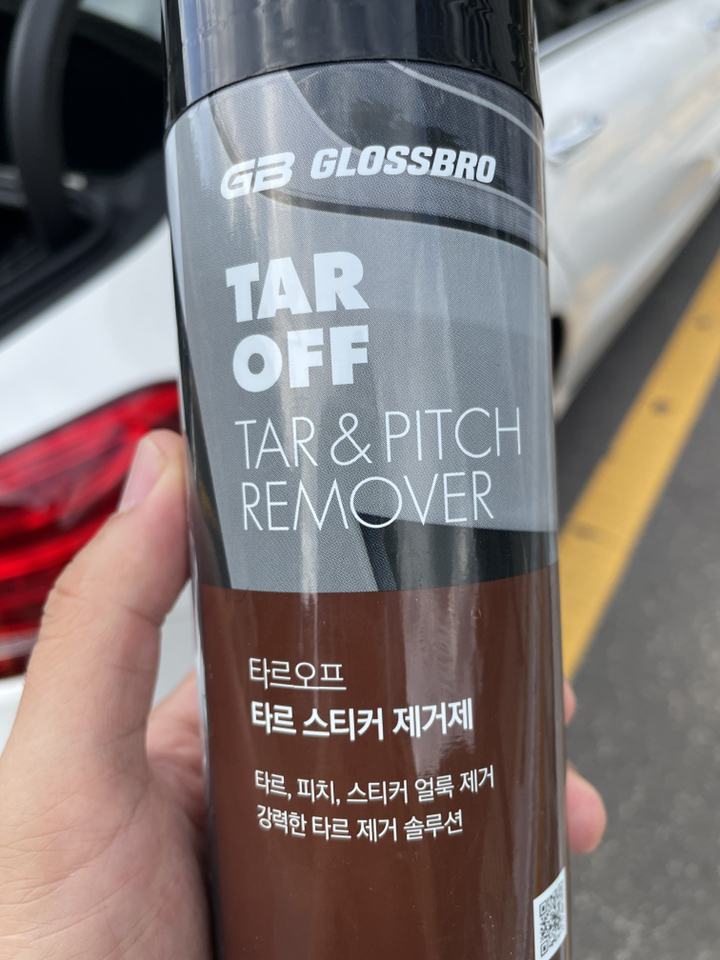 GB GLOSSBRO
TAR
OFF
TAR & PITCH
REMOVER
타르오프
타르 스티커 제거제
타르, 피치, 스티커 얼룩 제거
강력한 타르 제거 솔루션